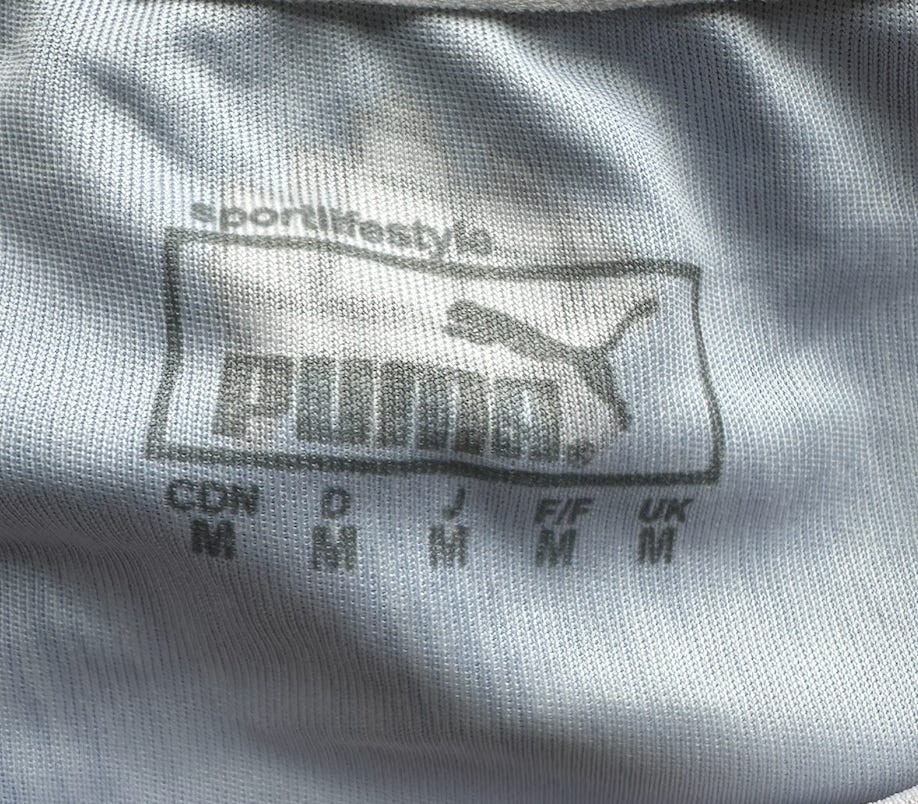 sportlifestyle
PUMA®
CDN D J F/F UK
M M M M M